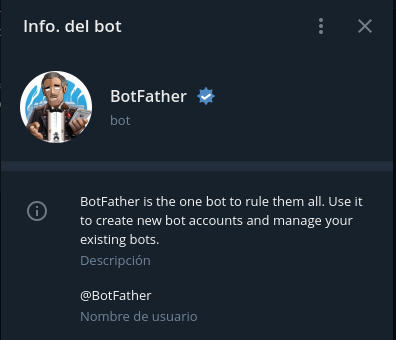 Info. del bot
BotFather
bot
BotFather is the one bot to rule them all. Use it
to create new bot accounts and manage your
existing bots.
Descripción
@BotFather
Nombre de usuario